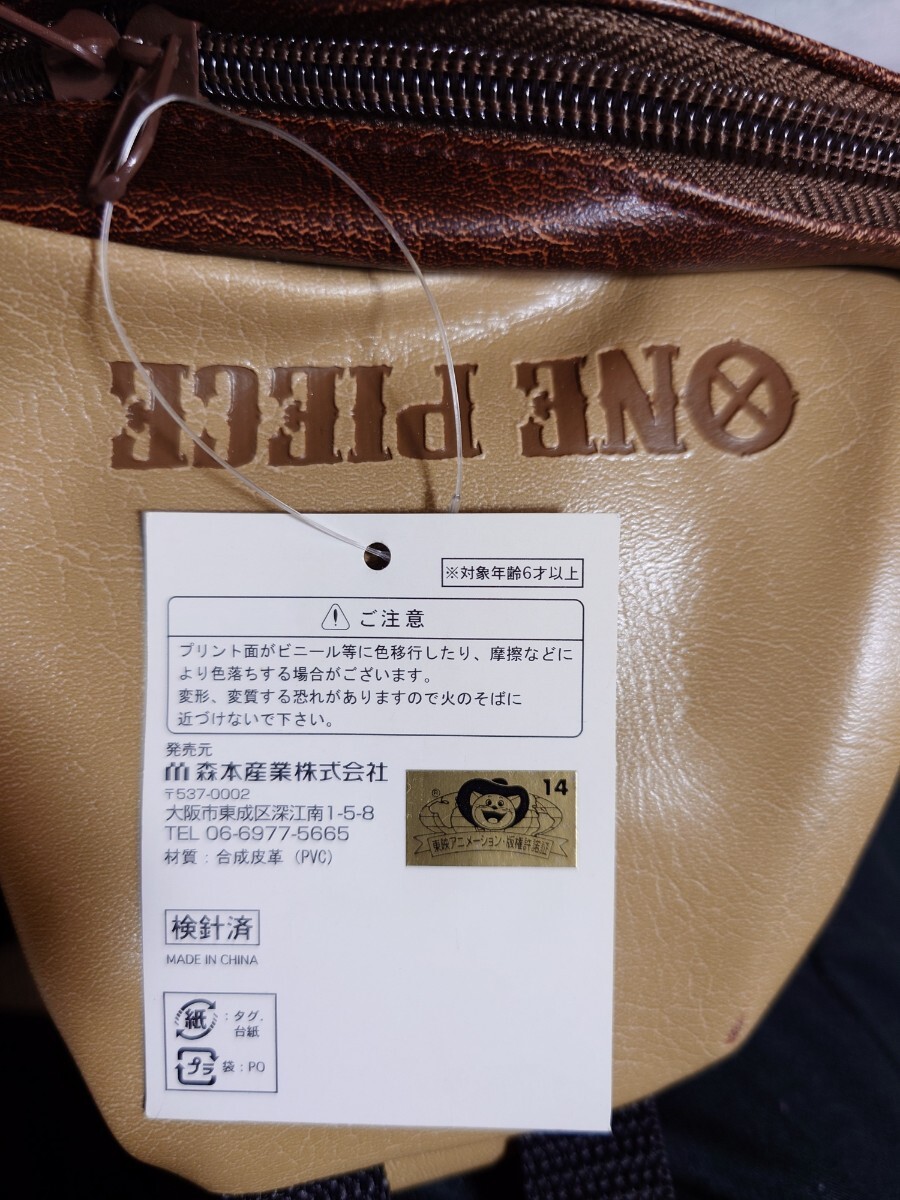 ONE PIECE
※対象年齢6才以上
ご注意
プリント面がビニール等に色移行したり、摩擦などに
より色落ちする場合がございます。
変形、変質する恐れがありますので火のそばに
近づけないで下さい。
発売元
森本産業株式会社
〒537-0002
大阪市東成区深江南1-5-8
TEL 06-6977-5665
材質：合成皮革 (PVC)
® 14
東映アニメーション・版権許諾証
検針済
MADE IN CHINA
紙：タグ.
台紙
プラ 袋：PO